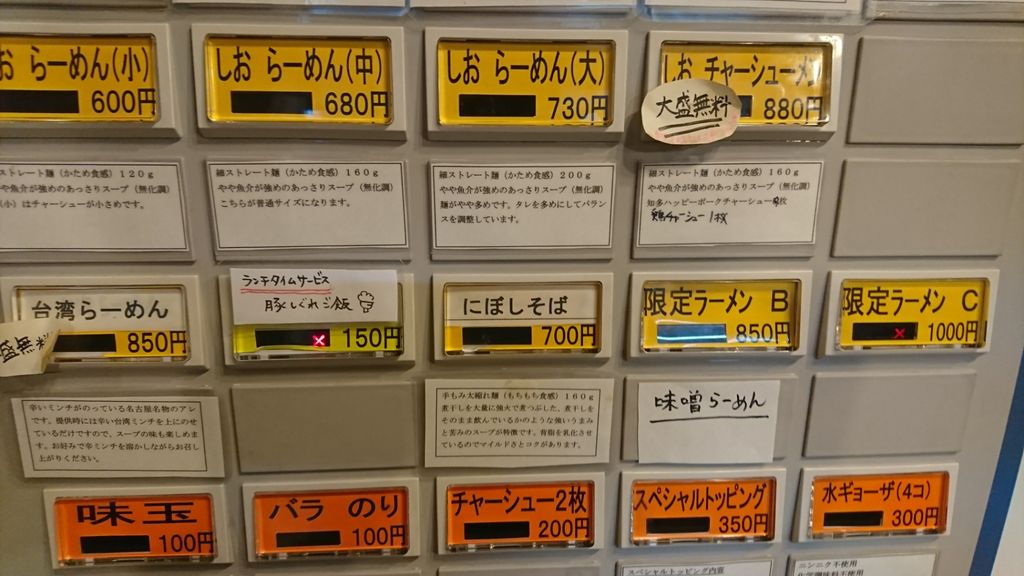 お らーめん(小)
600円
しお らーめん(中)
680円
しお らーめん(大)
730円
しお チャーシューメン
大盛無料
880円
ストレート麺（かため食感）120g
やや魚介が強めのあっさりスープ（無化調）
(小）はチャーシューが小さめです。
細ストレート麺（かため食感）160g
やや魚介が強めのあっさりスープ（無化調）
こちらが普通サイズになります。
細ストレート麺（かため食感）200g
やや魚介が強めのあっさりスープ（無化調）
麺がやや多めです。タレを多めにしてバラン
スを調整しています。
細ストレート麺（かため食感）160g
やや魚介が強めのあっさりスープ（無化調）
知多ハッピーポークチャーシュー 枚
鶏チャーシュー1枚
台湾らーめん
盛無料
850円
ランチタイムサービス
豚しぐれご飯
150円
にぼしそば
700円
限定ラーメン B
850円
限定ラーメン C
1000円
辛いミンチがのっている名古屋名物のアレ
です。提供時には辛い台湾ミンチを上にのせ
ているだけですので、スープの味も楽しめま
す。お好みで辛ミンチを溶かしながらお召し
上がりください。
手もみ太縮れ麺（もちもち食感）160g
煮干しを大量に強火で煮つぶした、煮干しを
そのまま飲んでいるかのような強いうまみ
と苦みのスープが特徴です。背脂を乳化させ
ているのでマイルドさとコクがあります。
味噌らーめん
味玉
100円
バラ のり
100円
チャーシュー2枚
200円
スペシャルトッピング
350円
水ギョーザ(4コ)
300円
スペシャルトッピング内容
ニンニク不使用
化学調味料不使用